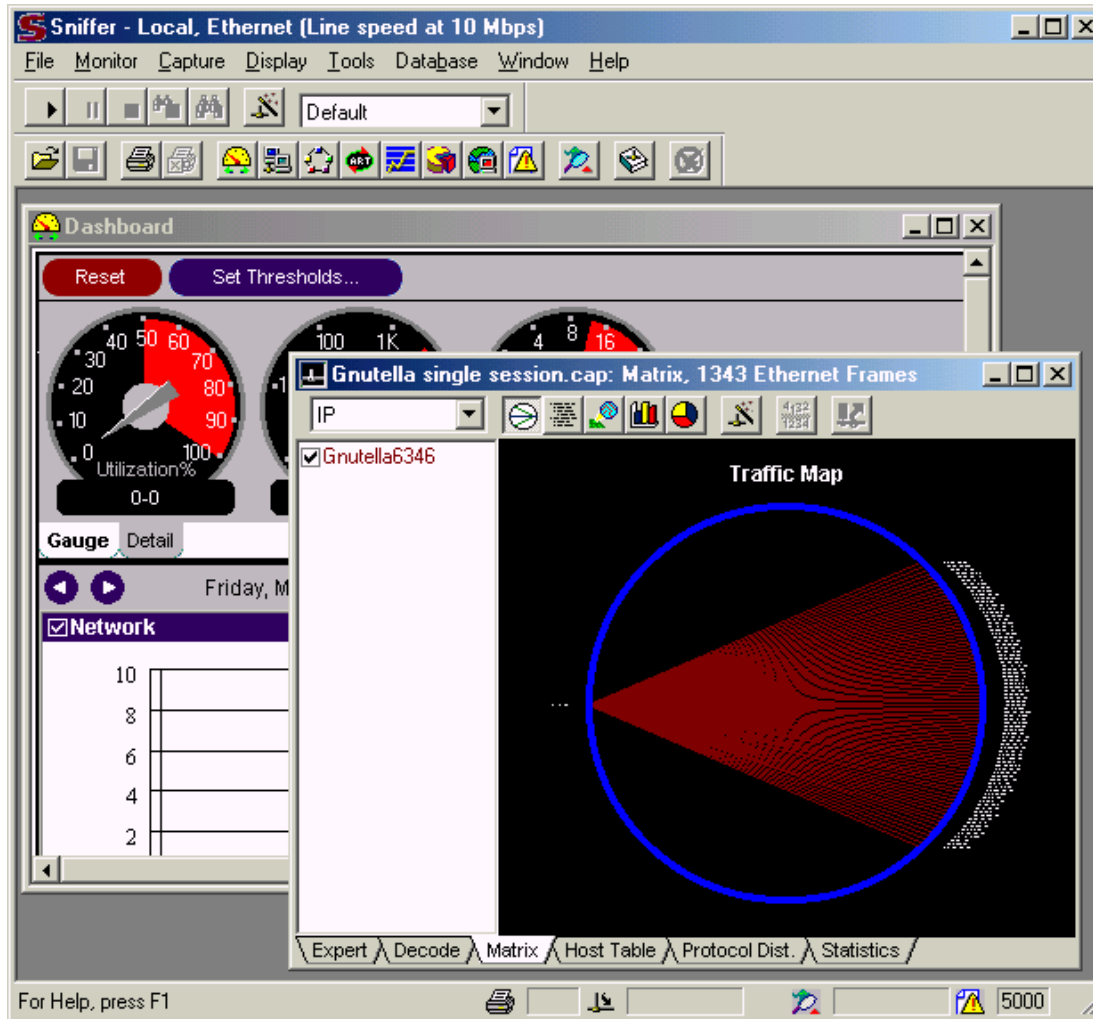 Sniffer - Local, Ethernet (Line speed at 10 Mbps)
File Monitor Capture Display Tools Database Window Help
Default
ART
Dashboard
Reset Set Thresholds...
0 10 20 30 40 50 60 70 80 90 100
Utilization%
0-0
100 1K
4 8 16
Gauge Detail
Friday, M
Network
10
8
6
4
2
Gnutella single session.cap: Matrix, 1343 Ethernet Frames
IP
4132
1234
Gnutella6346
Traffic Map
Expert Decode Matrix Host Table Protocol Dist. Statistics
For Help, press F1
5000